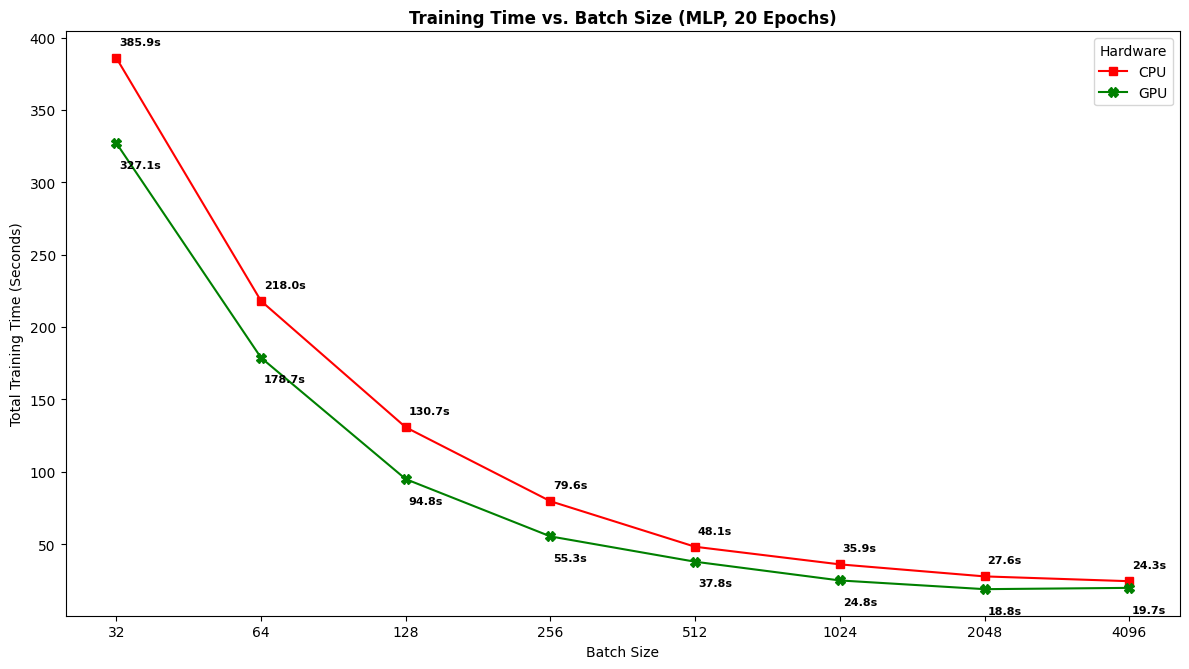 Training Time vs. Batch Size (MLP, 20 Epochs)
Total Training Time (Seconds)
400
350
300
250
200
150
100
50
385.9s
327.1s
218.0s
178.7s
130.7s
94.8s
79.6s
55.3s
48.1s
37.8s
35.9s
24.8s
27.6s
18.8s
24.3s
19.7s
Hardware
CPU
GPU
32
64
128
256
512
1024
2048
4096
Batch Size